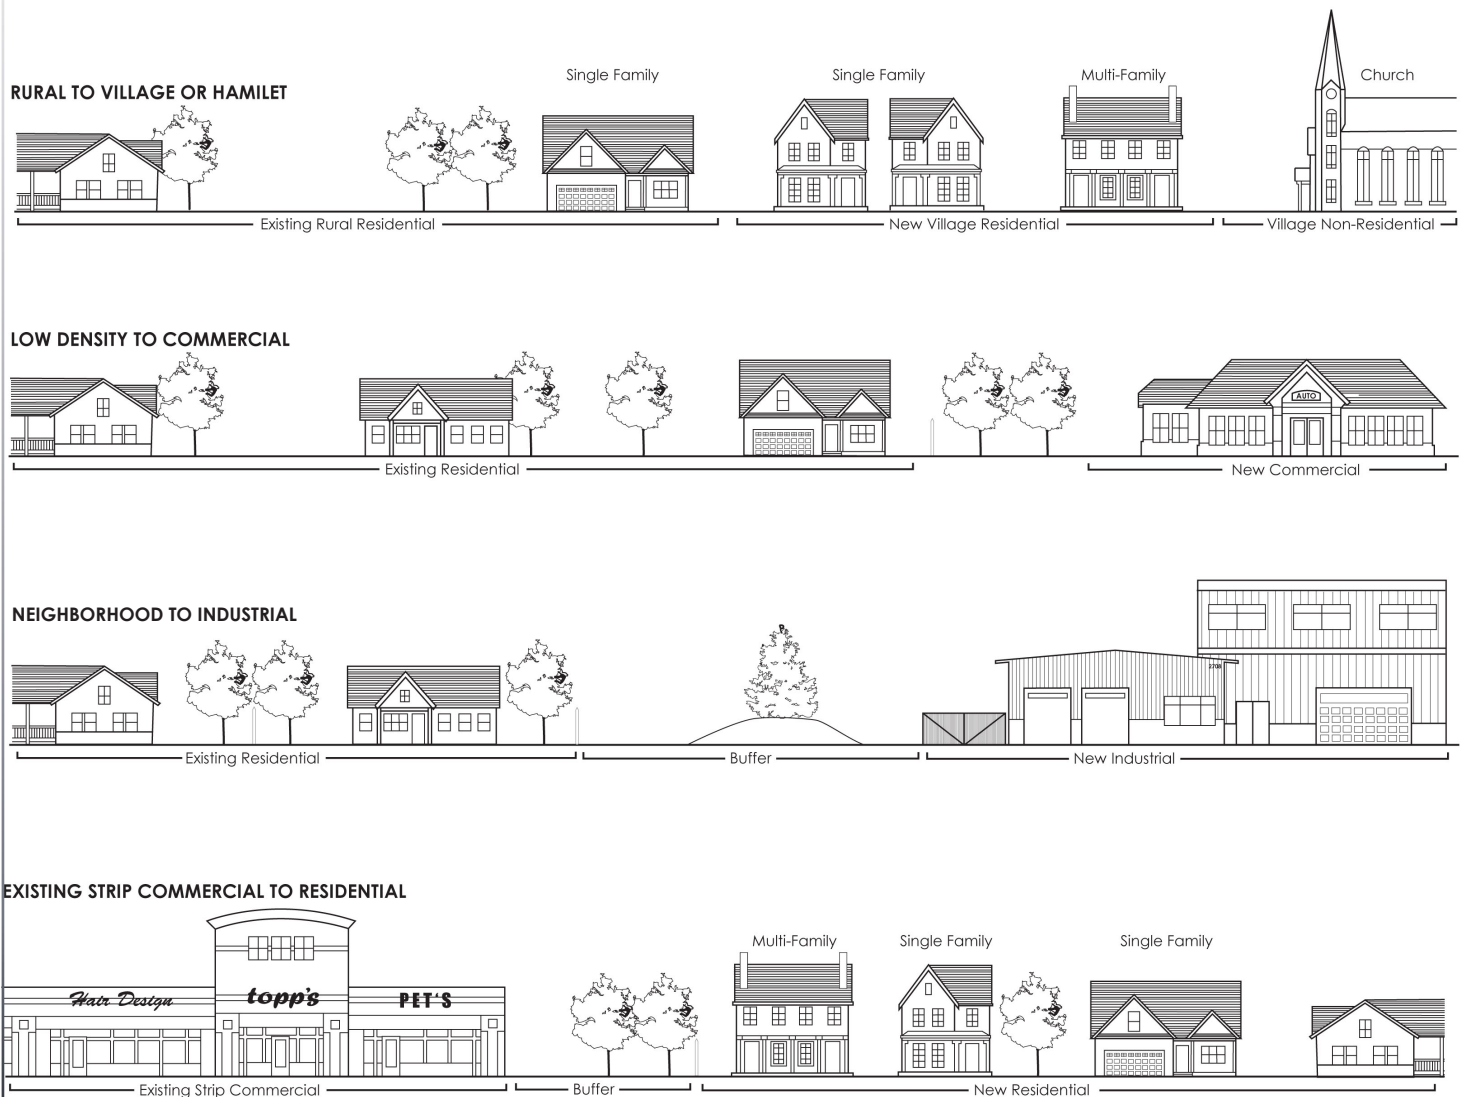 RURAL TO VILLAGE OR HAMLET
Single Family
Single Family
Multi-Family
Church
Existing Rural Residential
New Village Residential
Village Non-Residential
LOW DENSITY TO COMMERCIAL
AUTO
Existing Residential
New Commercial
NEIGHBORHOOD TO INDUSTRIAL
2708
Existing Residential
Buffer
New Industrial
EXISTING STRIP COMMERCIAL TO RESIDENTIAL
Multi-Family
Single Family
Single Family
Hair Design
topp's
PET'S
Existing Strip Commercial
Buffer
New Residential